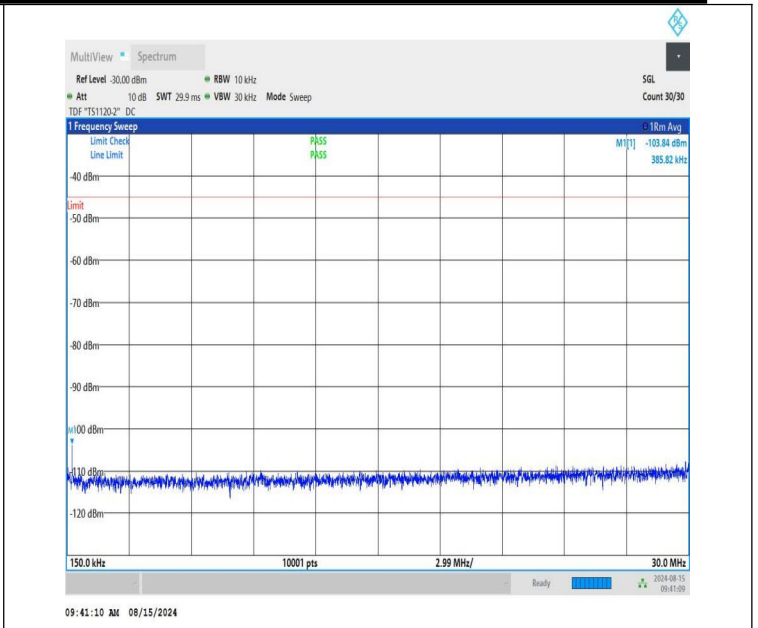 R S
MultiView Spectrum
Ref Level -30.00 dBm RBW 10 kHz SGL
Att 10 dB SWT 29.9 ms VBW 30 kHz Mode Sweep Count 30/30
TDF "TS1120-2" DC
1 Frequency Sweep 1Rm Avg
Limit Check PASS M1[1] -103.84 dBm
Line Limit PASS 385.82 kHz
-40 dBm
Limit
-50 dBm
-60 dBm
-70 dBm
-80 dBm
-90 dBm
M1
-100 dBm
-110 dBm
-120 dBm
150.0 kHz 10001 pts 2.99 MHz/ 30.0 MHz
Ready 2024-08-15
09:41:09
09:41:10 AM 08/15/2024